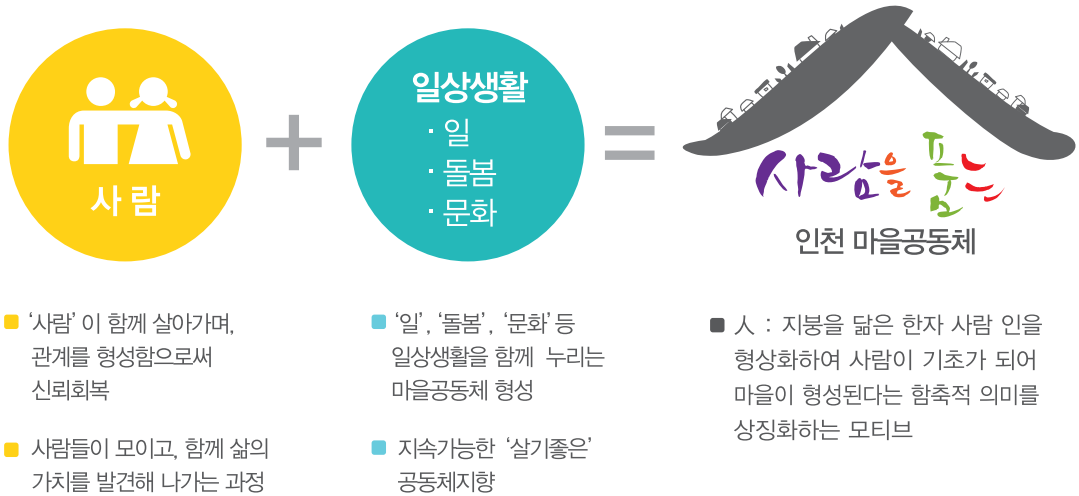 사람
+
일상생활
· 일
· 돌봄
· 문화
=
사람을 품는
인천 마을공동체
‘사람’ 이 함께 살아가며,
관계를 형성함으로써
신뢰회복
사람들이 모이고, 함께 삶의
가치를 발견해 나가는 과정
‘일’, ‘돌봄’, ‘문화’ 등
일상생활을 함께 누리는
마을공동체 형성
지속가능한 ‘살기좋은’
공동체지향
人 : 지붕을 닮은 한자 사람 인을
형상화하여 사람이 기초가 되어
마을이 형성된다는 함축적 의미를
상징화하는 모티브